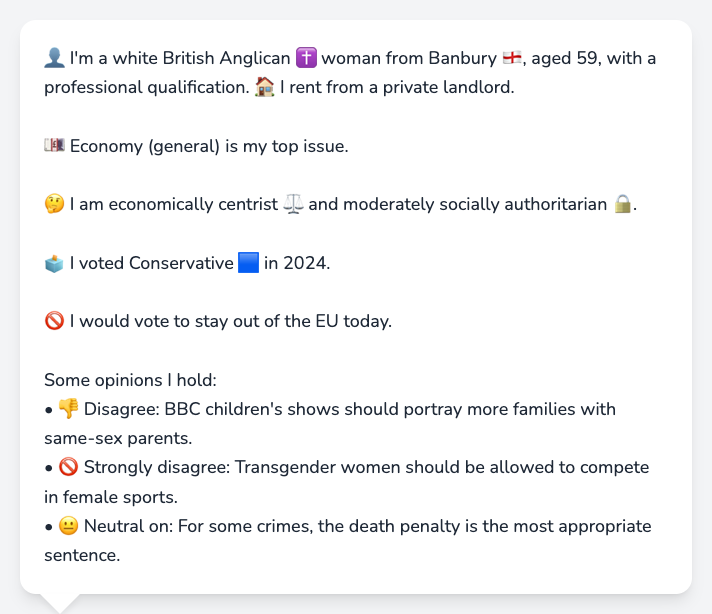 👤 I'm a white British Anglican ✝️ woman from Banbury 🏴󠁧󠁢󠁥󠁮󠁧󠁿, aged 59, with a
professional qualification. 🏠 I rent from a private landlord.
💷 Economy (general) is my top issue.
🤔 I am economically centrist ⚖️ and moderately socially authoritarian 🔒.
🗳️ I voted Conservative 🟦 in 2024.
🚫 I would vote to stay out of the EU today.
Some opinions I hold:
• 👎 Disagree: BBC children's shows should portray more families with
same-sex parents.
• 🚫 Strongly disagree: Transgender women should be allowed to compete
in female sports.
• 😐 Neutral on: For some crimes, the death penalty is the most appropriate
sentence.